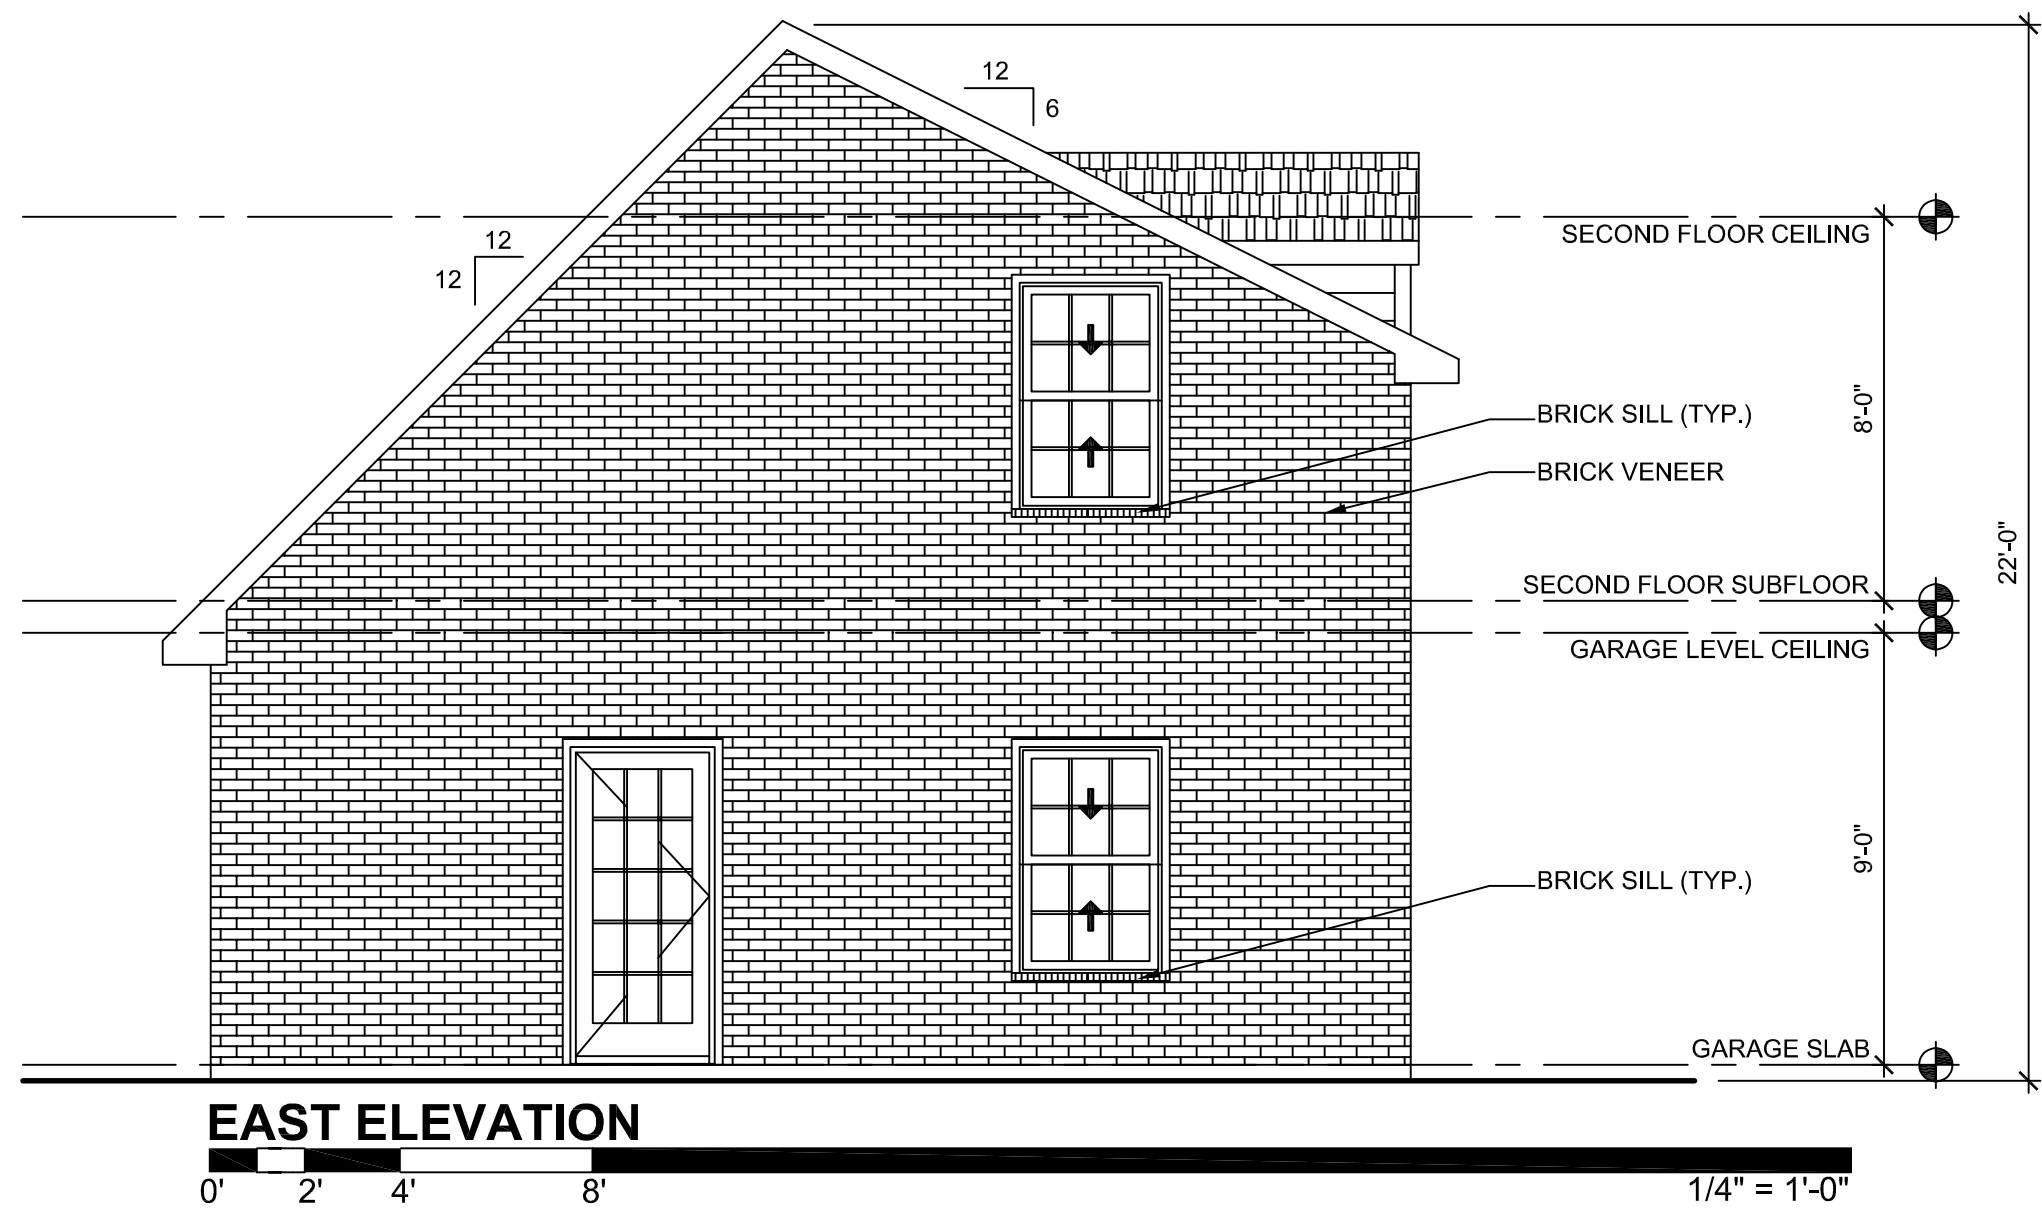 12
6
SECOND FLOOR CEILING
12
12
8'-0"
BRICK SILL (TYP.)
BRICK VENEER
22'-0"
SECOND FLOOR SUBFLOOR
GARAGE LEVEL CEILING
9'-0"
BRICK SILL (TYP.)
GARAGE SLAB
EAST ELEVATION
0' 2' 4' 8' 1/4" = 1'-0"